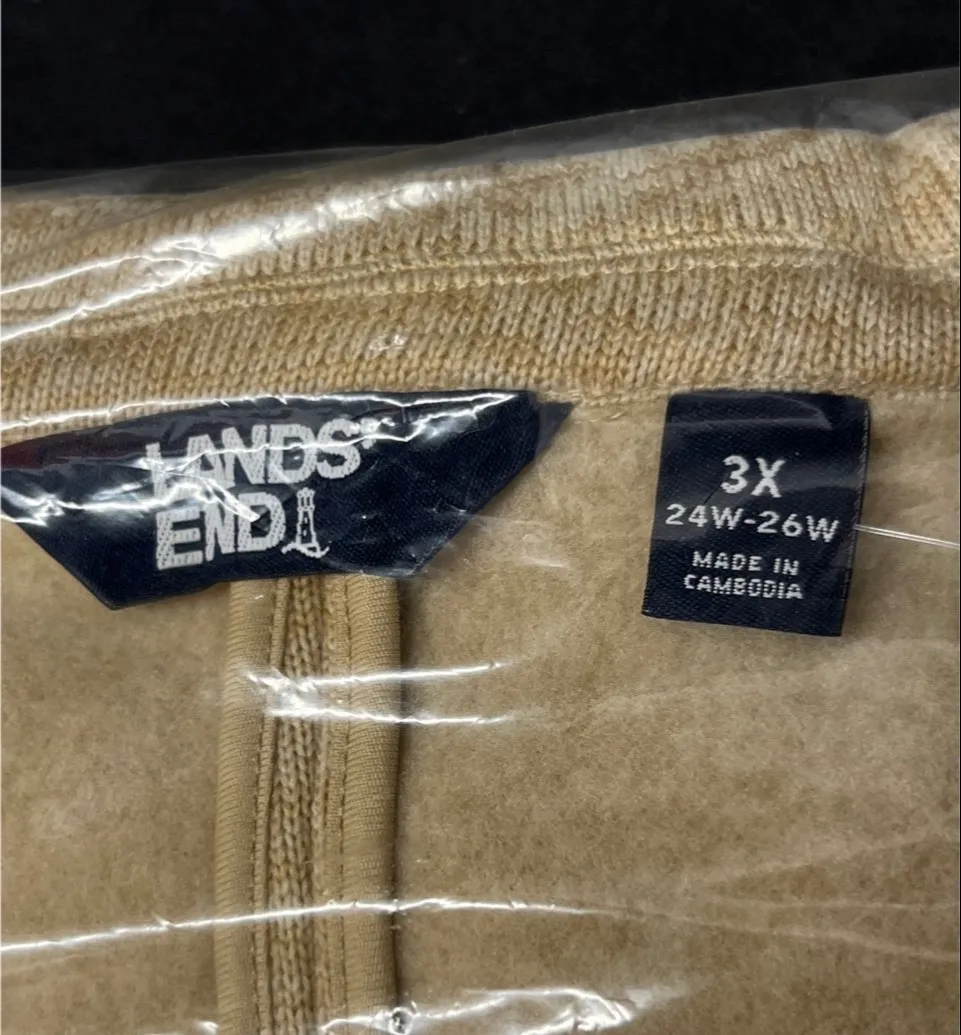 LANDS'
END
3X
24W-26W
MADE IN
CAMBODIA